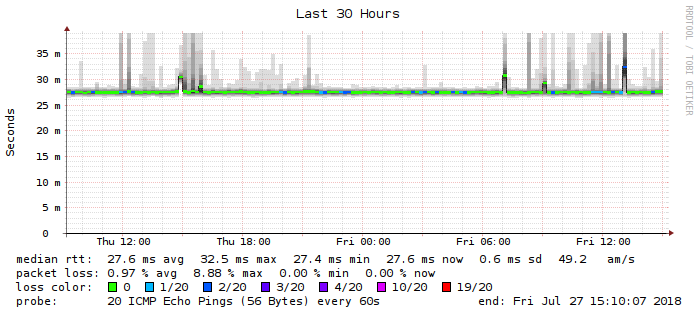 Last 30 Hours
RRDTOOL / TOBI OETIKER
Seconds
35 m
30 m
25 m
20 m
15 m
10 m
5 m
0
Thu 12:00 Thu 18:00 Fri 00:00 Fri 06:00 Fri 12:00
median rtt: 27.6 ms avg 32.5 ms max 27.4 ms min 27.6 ms now 0.6 ms sd 49.2 am/s
packet loss: 0.97 % avg 8.88 % max 0.00 % min 0.00 % now
loss color: 0 1/20 2/20 3/20 4/20 10/20 19/20
probe: 20 ICMP Echo Pings (56 Bytes) every 60s end: Fri Jul 27 15:10:07 2018